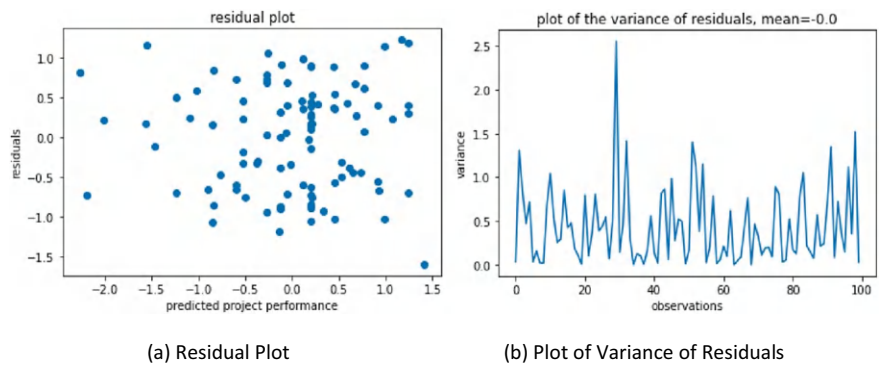 residual plot
1.0
0.5
0.0
−0.5
−1.0
−1.5
residuals
−2.0 −1.5 −1.0 −0.5 0.0 0.5 1.0 1.5
predicted project performance
(a) Residual Plot
plot of the variance of residuals, mean=-0.0
2.5
2.0
1.5
1.0
0.5
0.0
variance
0 20 40 60 80 100
observations
(b) Plot of Variance of Residuals